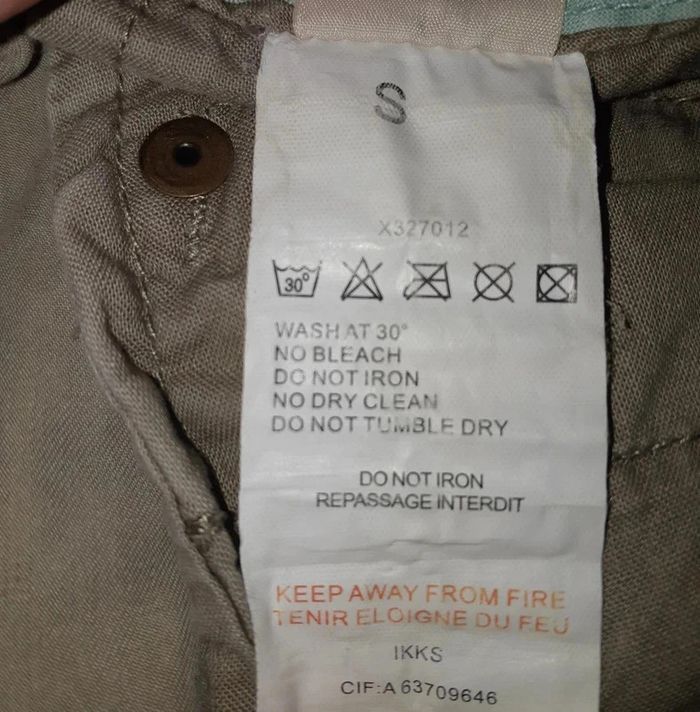 S
X327012
30°
WASH AT 30°
NO BLEACH
DO NOT IRON
NO DRY CLEAN
DO NOT TUMBLE DRY
DO NOT IRON
REPASSAGE INTERDIT
KEEP AWAY FROM FIRE
TENIR ELOIGNE DU FEU
IKKS
CIF:A 63709646